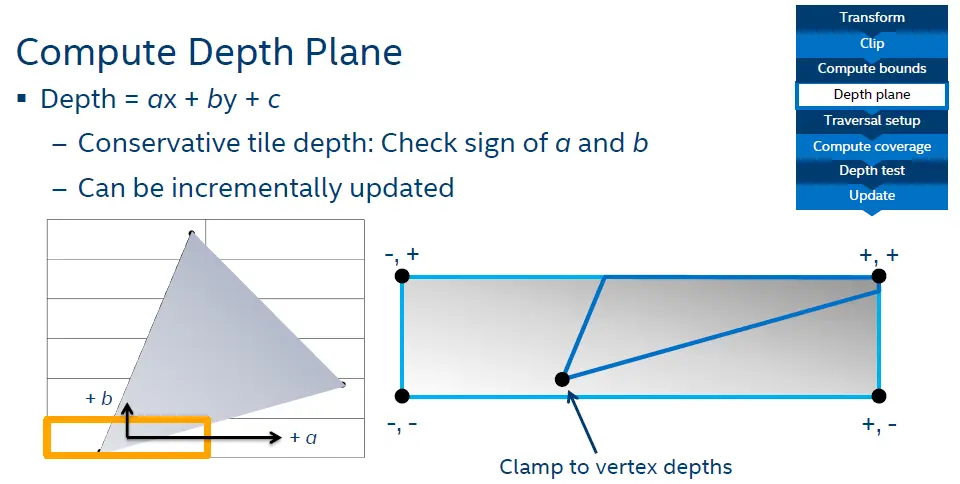 Compute Depth Plane
▪ Depth = ax + by + c
– Conservative tile depth: Check sign of a and b
– Can be incrementally updated
Transform
Clip
Compute bounds
Depth plane
Traversal setup
Compute coverage
Depth test
Update
+ b
+ a
-, +
+, +
-, -
+, -
Clamp to vertex depths